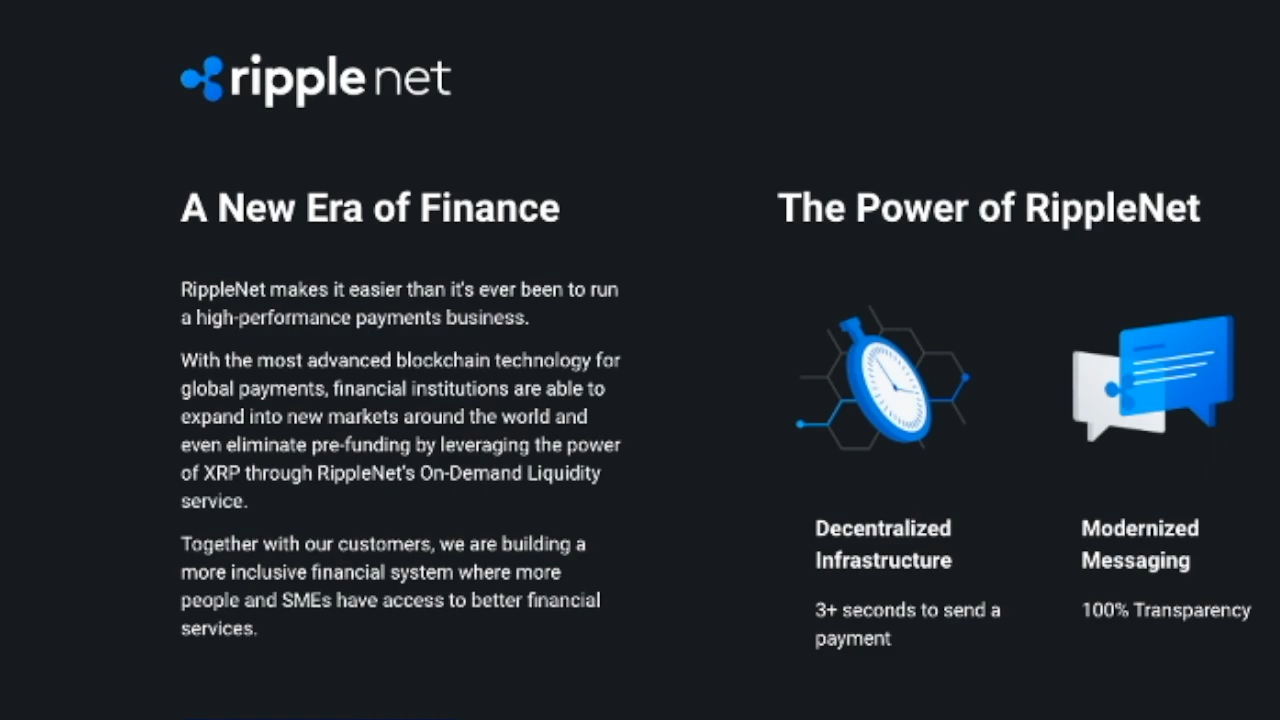 ripple net
A New Era of Finance
RippleNet makes it easier than it's ever been to run
a high-performance payments business.
With the most advanced blockchain technology for
global payments, financial institutions are able to
expand into new markets around the world and
even eliminate pre-funding by leveraging the power
of XRP through RippleNet's On-Demand Liquidity
service.
Together with our customers, we are building a
more inclusive financial system where more
people and SMEs have access to better financial
services.
The Power of RippleNet
Decentralized
Infrastructure
3+ seconds to send a
payment
Modernized
Messaging
100% Transparency